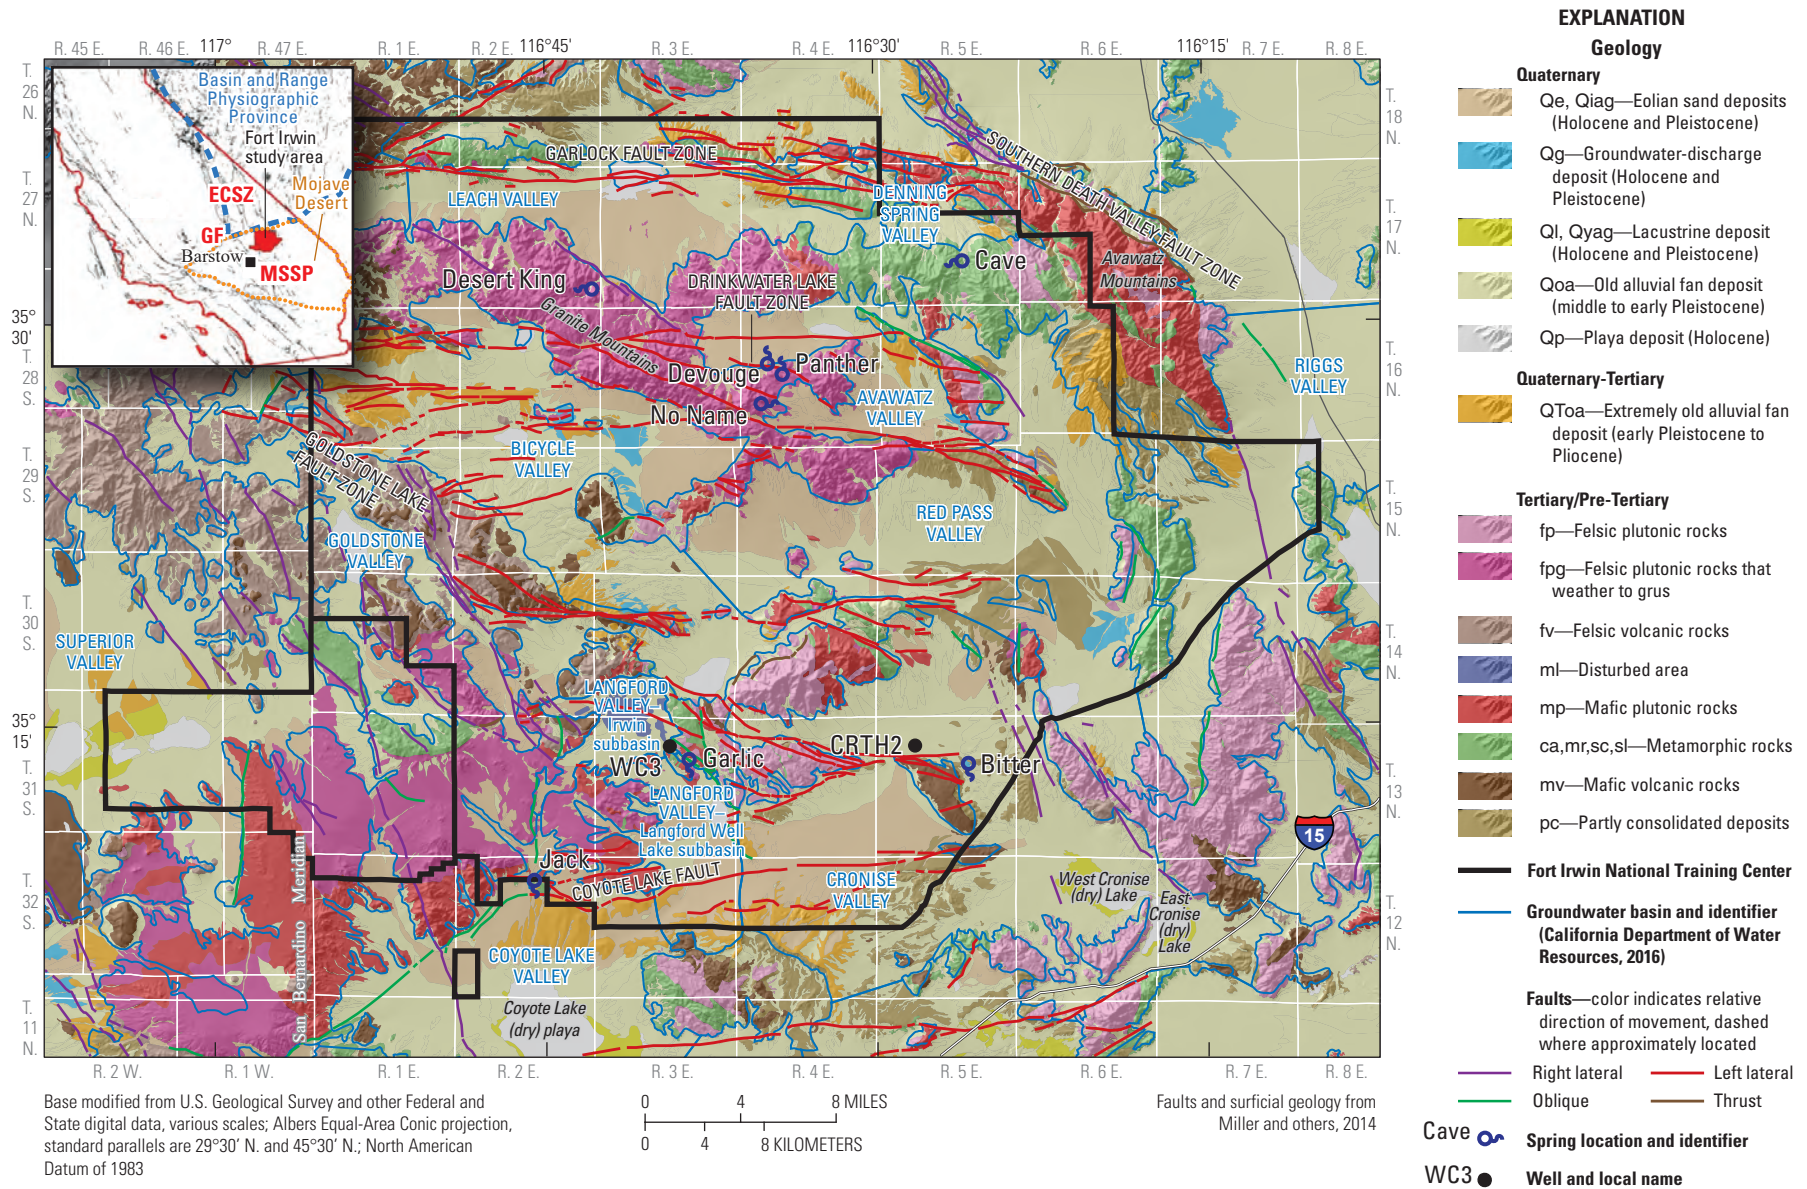 R. 45 E.
R. 46 E.
117°
R. 47 E.
R. 1 E.
R. 2 E.
116°45'
R. 3 E.
R. 4 E.
116°30'
R. 5 E.
R. 6 E.
116°15'
R. 7 E.
R. 8 E.
T.
26
N.
T.
27
N.
35°
30'
T.
28
S.
T.
29
S.
T.
30
S.
35°
15'
T.
31
S.
T.
32
S.
T.
11
N.
T.
18
N.
T.
17
N.
T.
16
N.
T.
15
N.
T.
14
N.
T.
13
N.
T.
12
N.
Basin and Range
Physiographic
Province
Fort Irwin
study area
Mojave
Desert
ECSZ
GF
Barstow
MSSP
GARLOCK FAULT ZONE
LEACH VALLEY
DENNING
SPRING
VALLEY
SOUTHERN DEATH VALLEY FAULT ZONE
Cave
Avawatz
Mountains
Desert King
DRINKWATER LAKE
FAULT ZONE
Granite Mountains
Devouge
Panther
No Name
AVAWATZ
VALLEY
RIGGS
VALLEY
GOLDSTONE LAKE
FAULT ZONE
BICYCLE
VALLEY
RED PASS
VALLEY
GOLDSTONE
VALLEY
SUPERIOR
VALLEY
LANGFORD
VALLEY–
Irwin
subbasin
WC3
Garlic
CRTH2
Bitter
LANGFORD
VALLEY–
Langford Well
Lake subbasin
15
San Bernardino Meridian
Jack
COYOTE LAKE FAULT
CRONISE
VALLEY
West Cronise
(dry) Lake
East
Cronise
(dry)
Lake
COYOTE LAKE
VALLEY
Coyote Lake
(dry) playa
R. 2 W.
R. 1 W.
R. 1 E.
R. 2 E.
R. 3 E.
R. 4 E.
R. 5 E.
R. 6 E.
R. 7 E.
R. 8 E.
Base modified from U.S. Geological Survey and other Federal and
State digital data, various scales; Albers Equal-Area Conic projection,
standard parallels are 29°30' N. and 45°30' N.; North American
Datum of 1983
0 4 8 MILES
0 4 8 KILOMETERS
Faults and surficial geology from
Miller and others, 2014
EXPLANATION
Geology
Quaternary
Qe, Qiag—Eolian sand deposits
(Holocene and Pleistocene)
Qg—Groundwater-discharge
deposit (Holocene and
Pleistocene)
Ql, Qyag—Lacustrine deposit
(Holocene and Pleistocene)
Qoa—Old alluvial fan deposit
(middle to early Pleistocene)
Qp—Playa deposit (Holocene)
Quaternary-Tertiary
QToa—Extremely old alluvial fan
deposit (early Pleistocene to
Pliocene)
Tertiary/Pre-Tertiary
fp—Felsic plutonic rocks
fpg—Felsic plutonic rocks that
weather to grus
fv—Felsic volcanic rocks
ml—Disturbed area
mp—Mafic plutonic rocks
ca,mr,sc,sl—Metamorphic rocks
mv—Mafic volcanic rocks
pc—Partly consolidated deposits
Fort Irwin National Training Center
Groundwater basin and identifier
(California Department of Water
Resources, 2016)
Faults—color indicates relative
direction of movement, dashed
where approximately located
Right lateral
Left lateral
Oblique
Thrust
Cave
Spring location and identifier
WC3
Well and local name